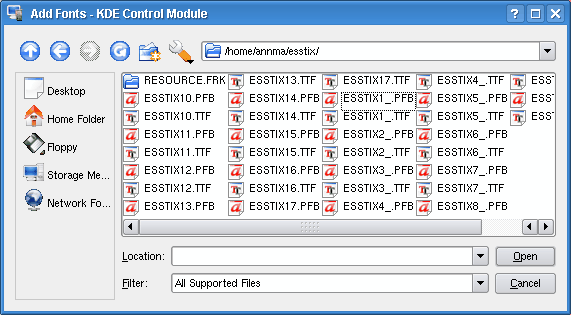 Add Fonts - KDE Control Module
/home/annma/esstix/
Desktop
Home Folder
Floppy
Storage Me...
Network Fo...
RESOURCE.FRK ESSTIX13.TTF ESSTIX17.TTF ESSTIX4_.TTF ESS
ESSTIX10.PFB ESSTIX14.PFB ESSTIX1_.PFB ESSTIX5_.PFB ESS
ESSTIX10.TTF ESSTIX14.TTF ESSTIX1_.TTF ESSTIX5_.TTF ESS
ESSTIX11.PFB ESSTIX15.PFB ESSTIX2_.PFB ESSTIX6_.PFB
ESSTIX11.TTF ESSTIX15.TTF ESSTIX2_.TTF ESSTIX6_.TTF
ESSTIX12.PFB ESSTIX16.PFB ESSTIX3_.PFB ESSTIX7_.PFB
ESSTIX12.TTF ESSTIX16.TTF ESSTIX3_.TTF ESSTIX7_.TTF
ESSTIX13.PFB ESSTIX17.PFB ESSTIX4_.PFB ESSTIX8_.PFB
Location:
Open
Filter:
All Supported Files
Cancel